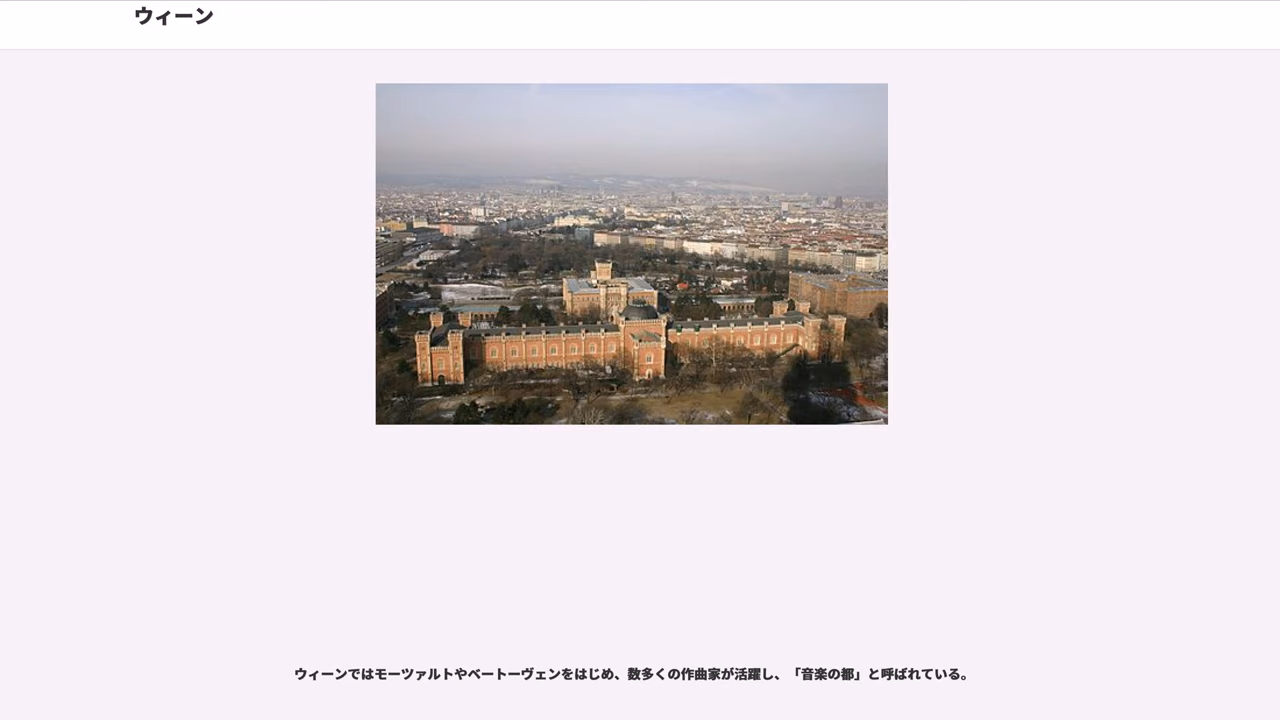 ウィーン
ウィーンではモーツァルトやベートーヴェンをはじめ、数多くの作曲家が活躍し、「音楽の都」と呼ばれている。